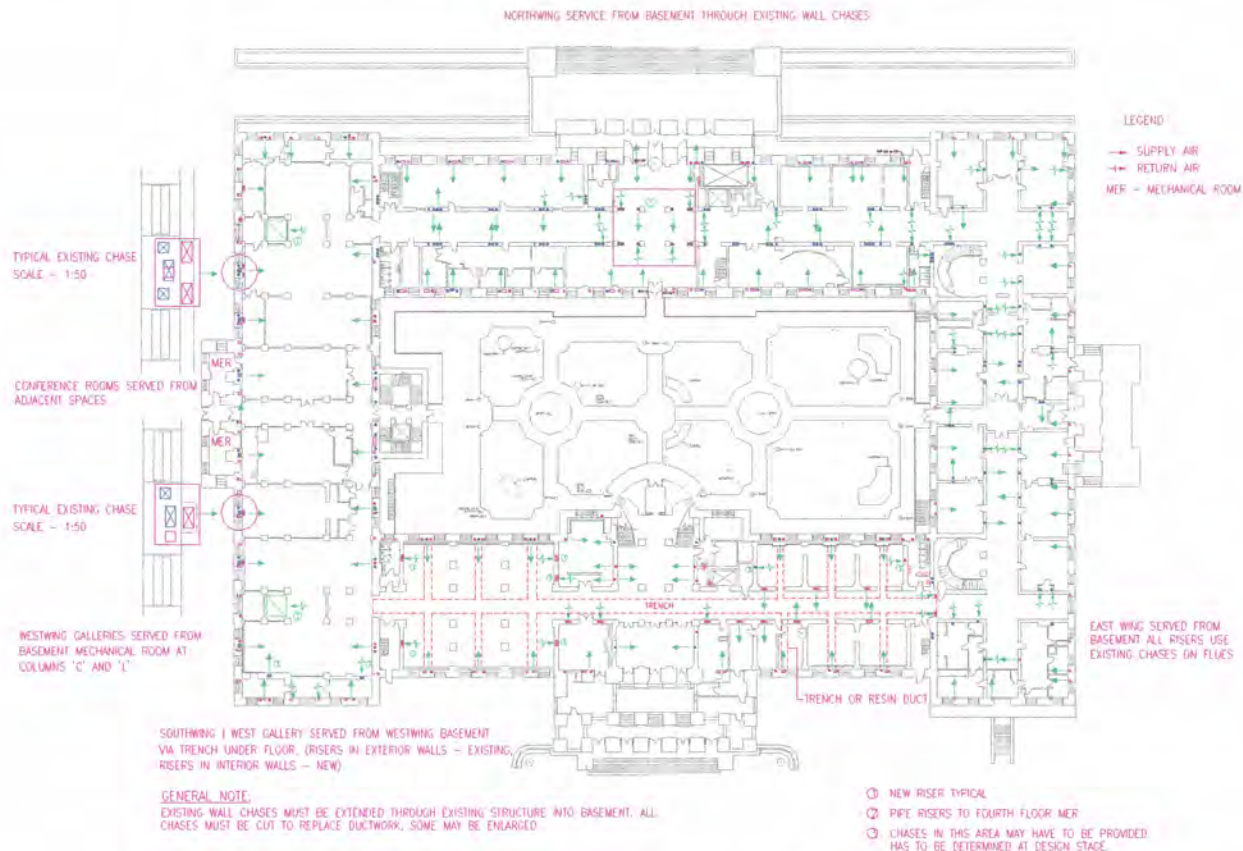 NORTHWING SERVICE FROM BASEMENT THROUGH EXISTING WALL CHASES
LEGEND
SUPPLY AIR
RETURN AIR
MER - MECHANICAL ROOM
TYPICAL EXISTING CHASE
SCALE - 1:50
MER
CONFERENCE ROOMS SERVED FROM
ADJACENT SPACES
MER
TYPICAL EXISTING CHASE
SCALE - 1:50
TRENCH
WESTWING GALLERIES SERVED FROM
BASEMENT MECHANICAL ROOM AT
COLUMNS 'C' AND 'L'
EAST WING SERVED FROM
BASEMENT ALL RISERS USE
EXISTING CHASES ON FLUES
TRENCH OR RESIN DUCT
SOUTHWING | WEST GALLERY SERVED FROM WESTWING BASEMENT
VIA TRENCH UNDER FLOOR. (RISERS IN EXTERIOR WALLS - EXISTING,
RISERS IN INTERIOR WALLS - NEW)
GENERAL NOTE:
EXISTING WALL CHASES MUST BE EXTENDED THROUGH EXISTING STRUCTURE INTO BASEMENT. ALL
CHASES MUST BE CUT TO REPLACE DUCTWORK, SOME MAY BE ENLARGED
1 NEW RISER TYPICAL
2 PIPE RISERS TO FOURTH FLOOR MER
3 CHASES IN THIS AREA MAY HAVE TO BE PROVIDED
HAS TO BE DETERMINED AT DESIGN STAGE.